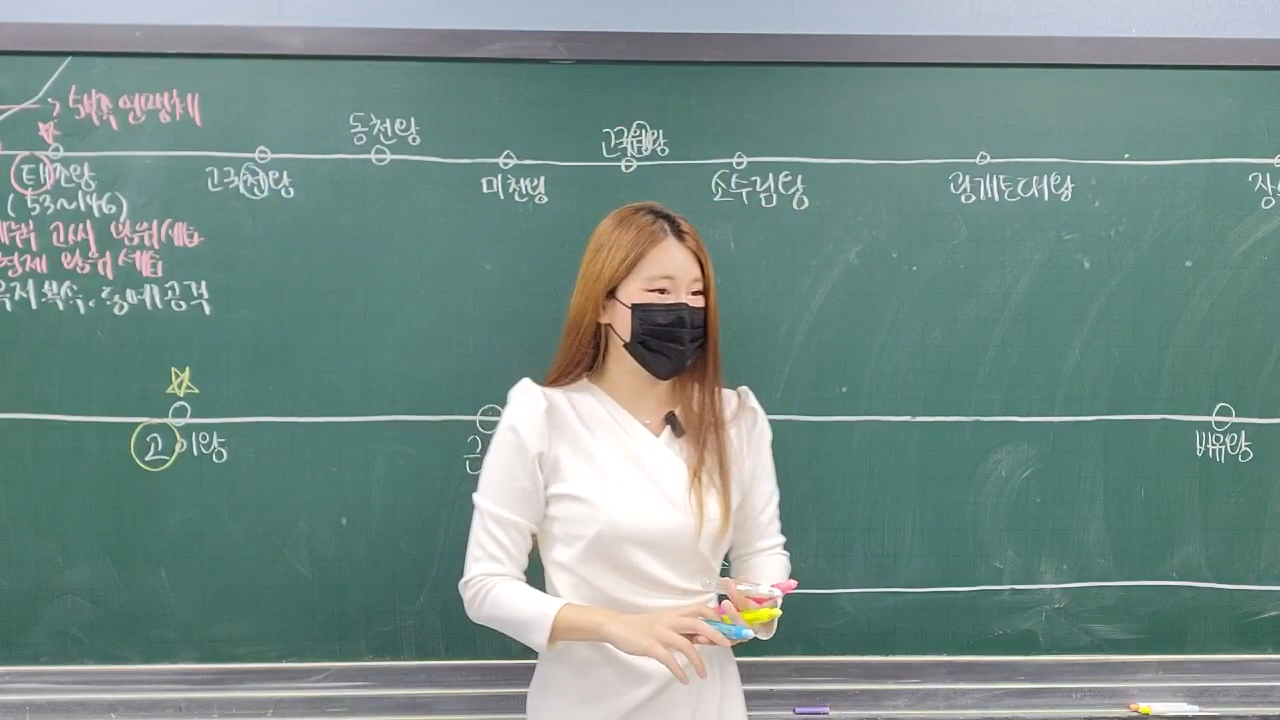 5부족 연맹체
동천왕
고국원왕
태조왕
고국천왕
미천왕
소수림왕
광개토대왕
장
(53~146)
고씨 왕위 세습
형제 왕위 세습
옥저 복속, 동예 공격
고이왕
근
비유왕